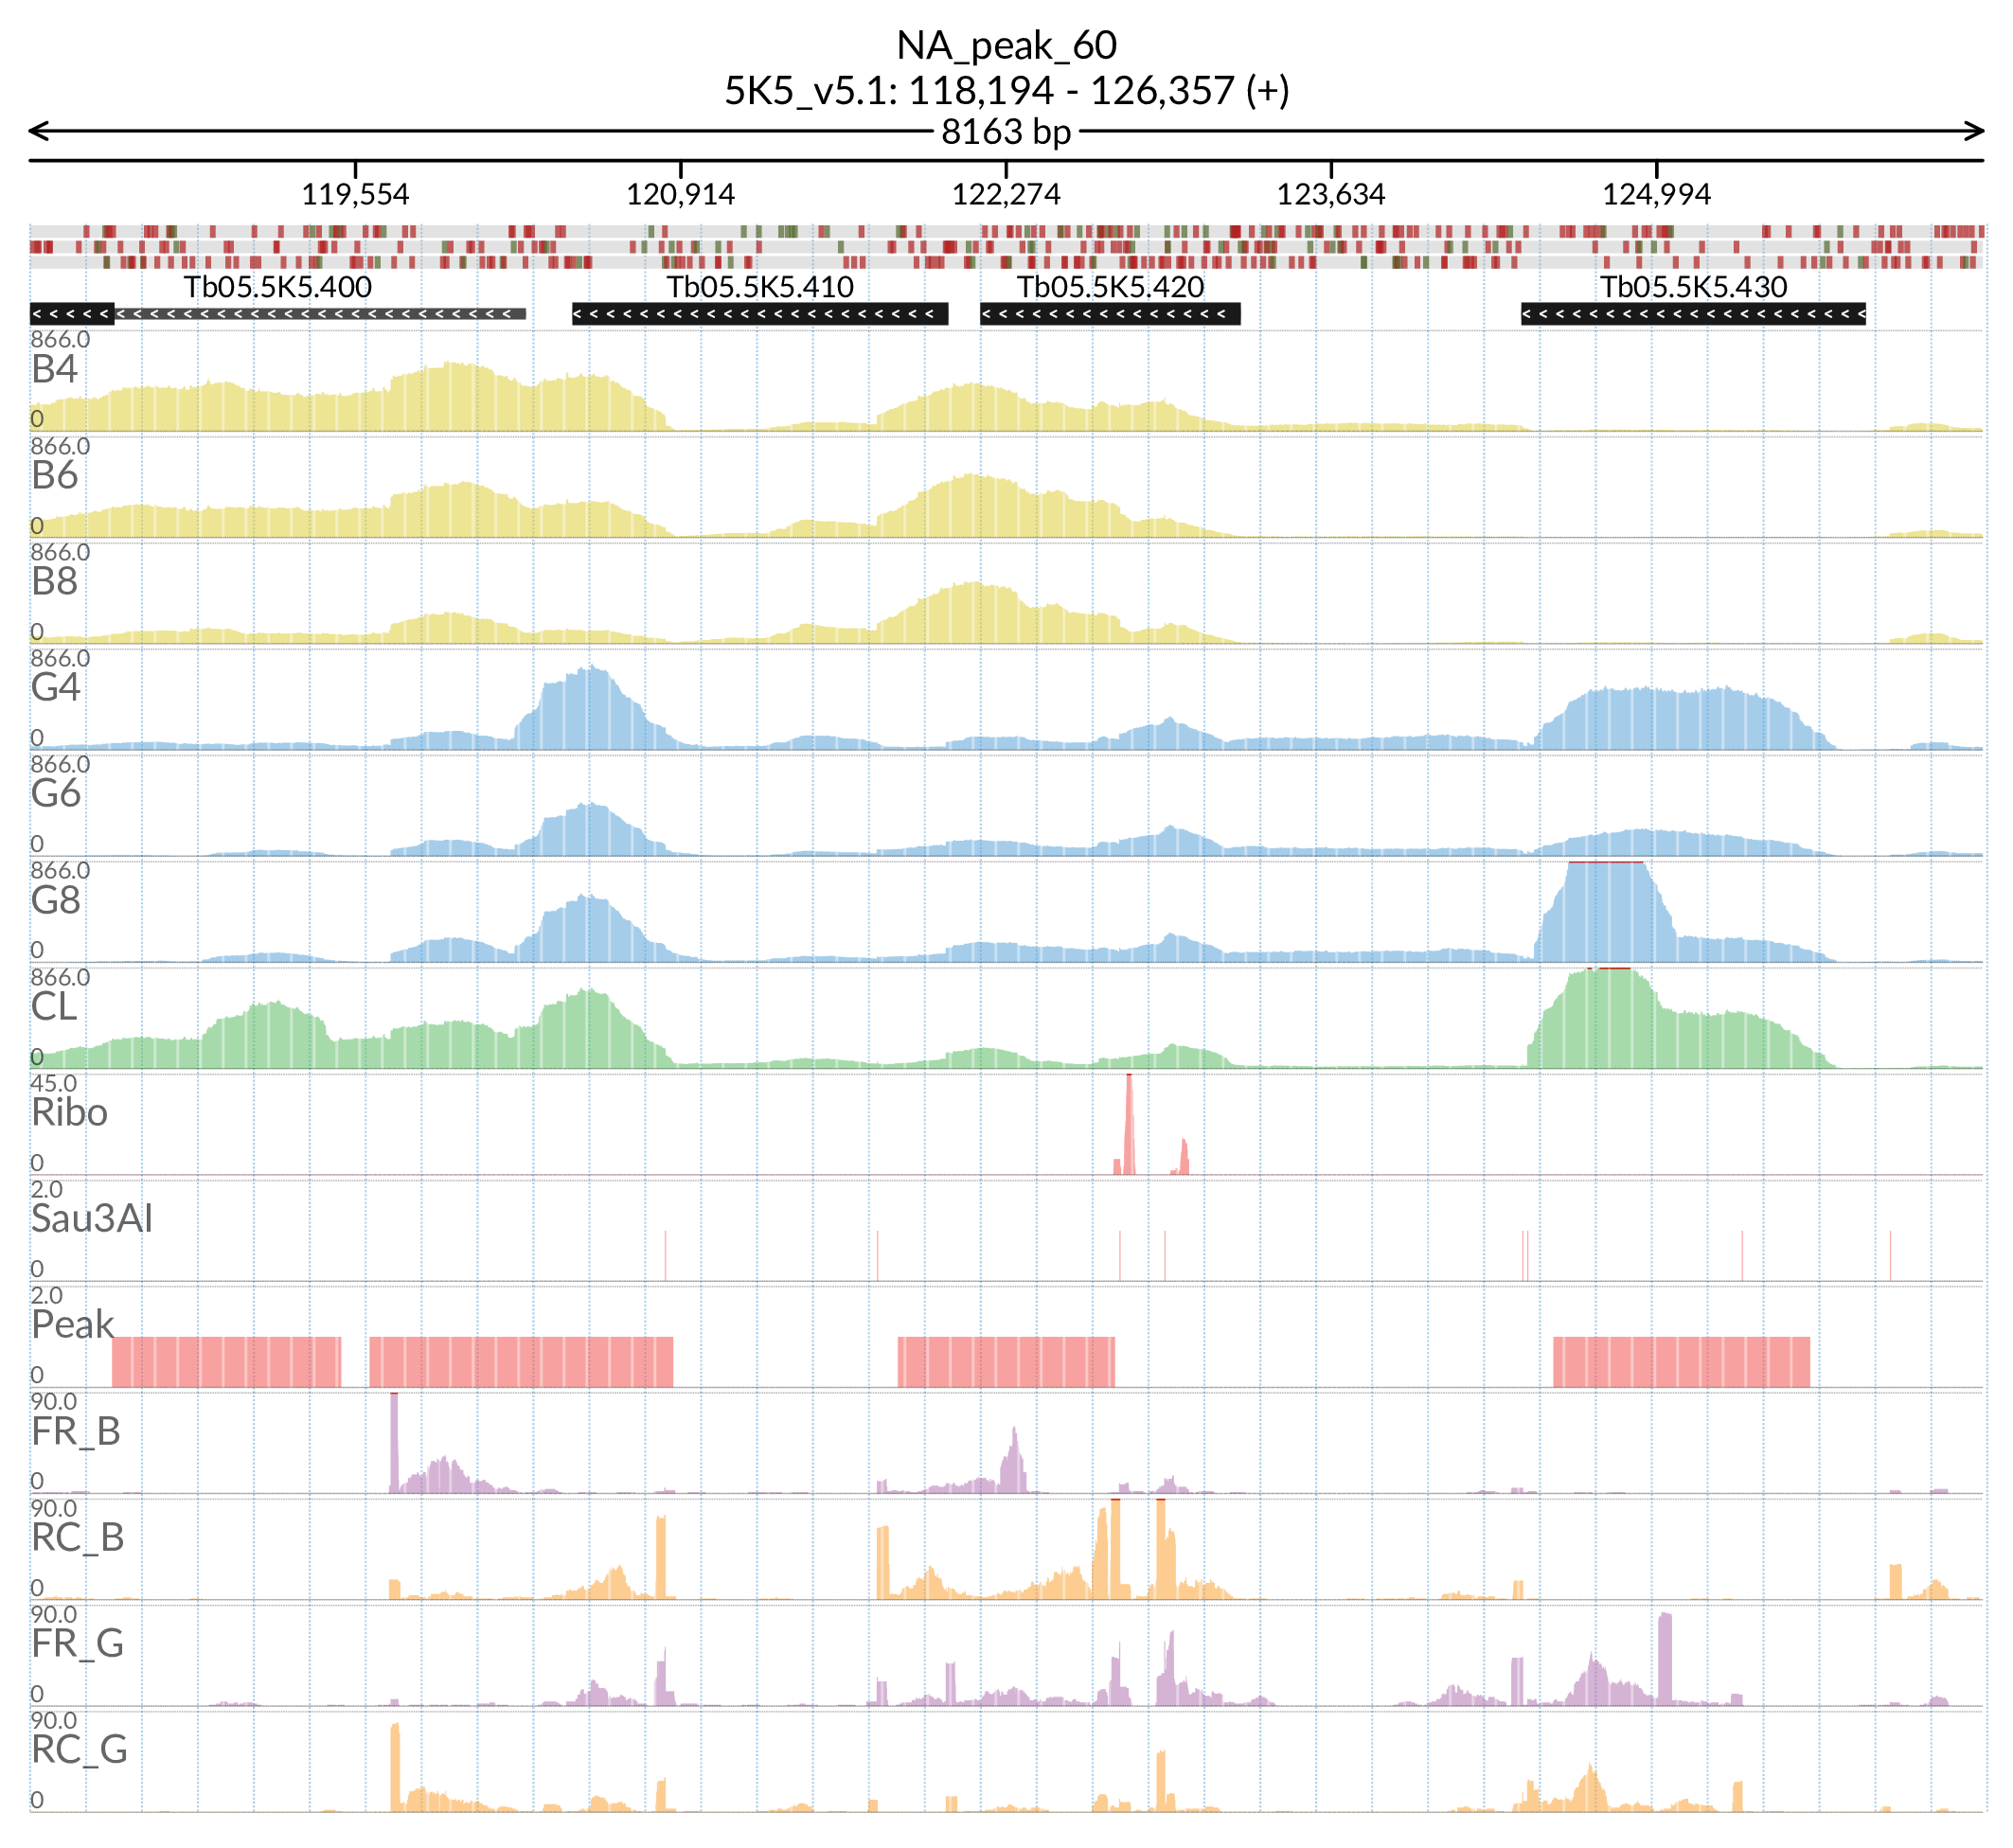 NA_peak_60
5K5_v5.1: 118,194 - 126,357 (+)
8163 bp
119,554 120,914 122,274 123,634 124,994
Tb05.5K5.400 Tb05.5K5.410 Tb05.5K5.420 Tb05.5K5.430
866.0
B4
0
866.0
B6
0
866.0
B8
0
866.0
G4
0
866.0
G6
0
866.0
G8
0
866.0
CL
0
45.0
Ribo
0
2.0
Sau3AI
0
2.0
Peak
0
90.0
FR_B
0
90.0
RC_B
0
90.0
FR_G
0
90.0
RC_G
0